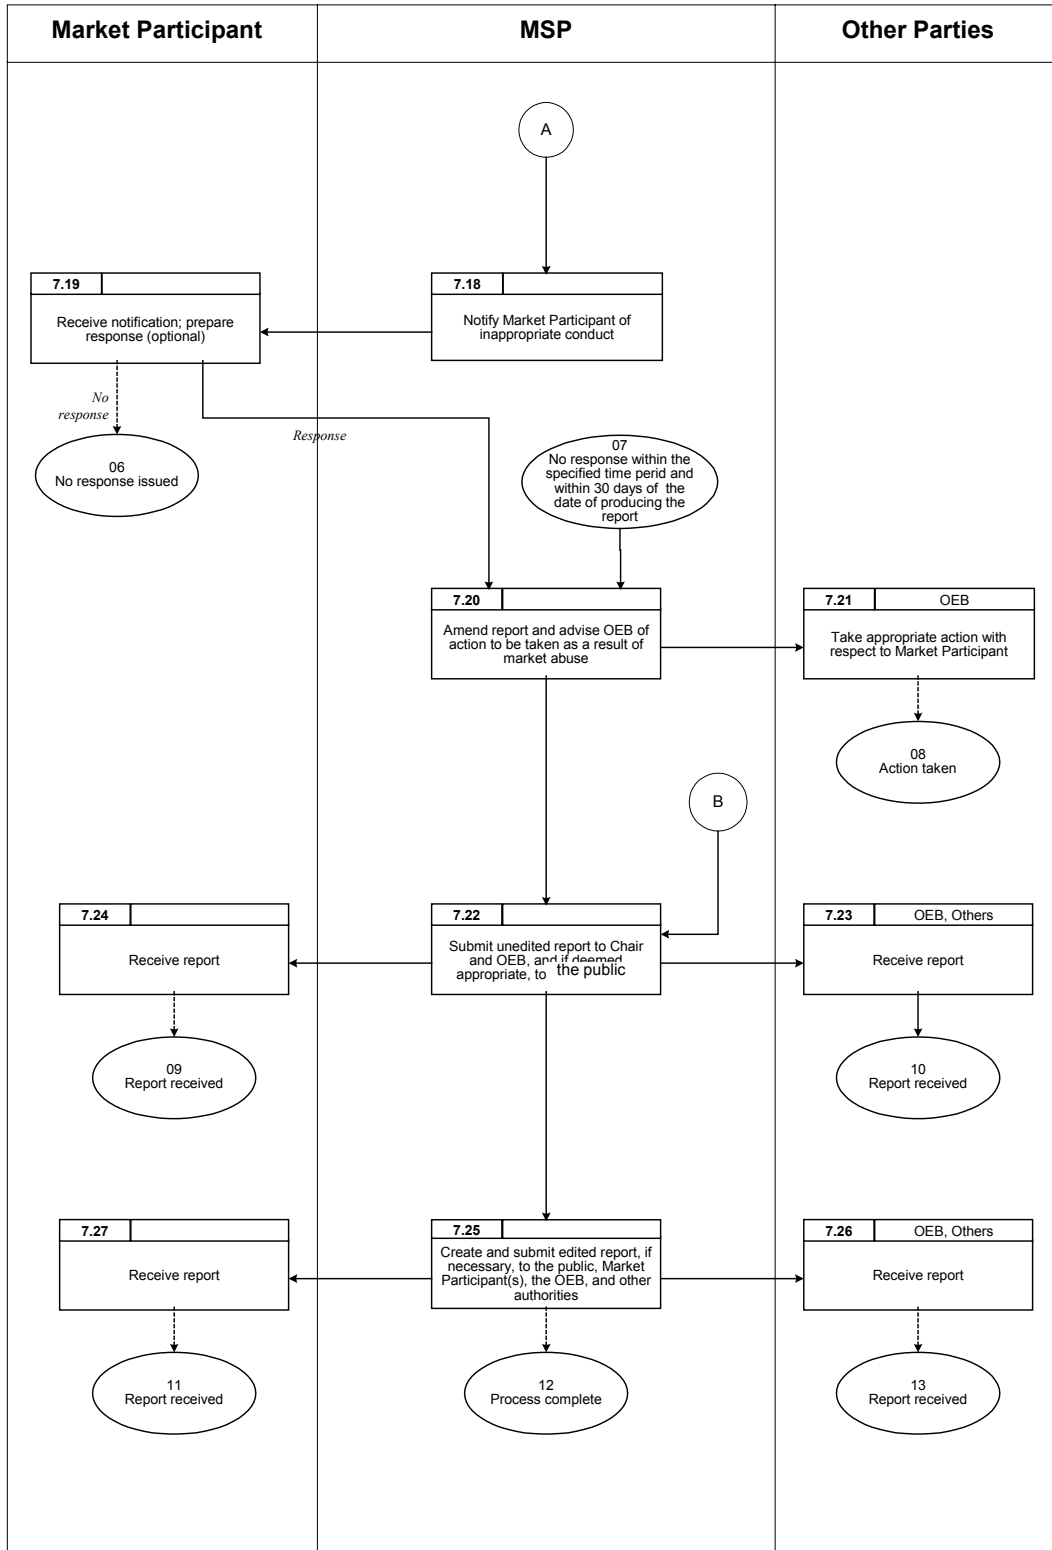 Market Participant
MSP
Other Parties
A
7.19
Receive notification; prepare
response (optional)
7.18
Notify Market Participant of
inappropriate conduct
No
response
Response
06
No response issued
07
No response within the
specified time perid and
within 30 days of the
date of producing the
report
7.20
Amend report and advise OEB of
action to be taken as a result of
market abuse
7.21
OEB
Take appropriate action with
respect to Market Participant
08
Action taken
B
7.24
Receive report
7.22
Submit unedited report to Chair
and OEB, and if deemed
appropriate, to the public
7.23
OEB, Others
Receive report
09
Report received
10
Report received
7.27
Receive report
7.25
Create and submit edited report, if
necessary, to the public, Market
Participant(s), the OEB, and other
authorities
7.26
OEB, Others
Receive report
11
Report received
12
Process complete
13
Report received